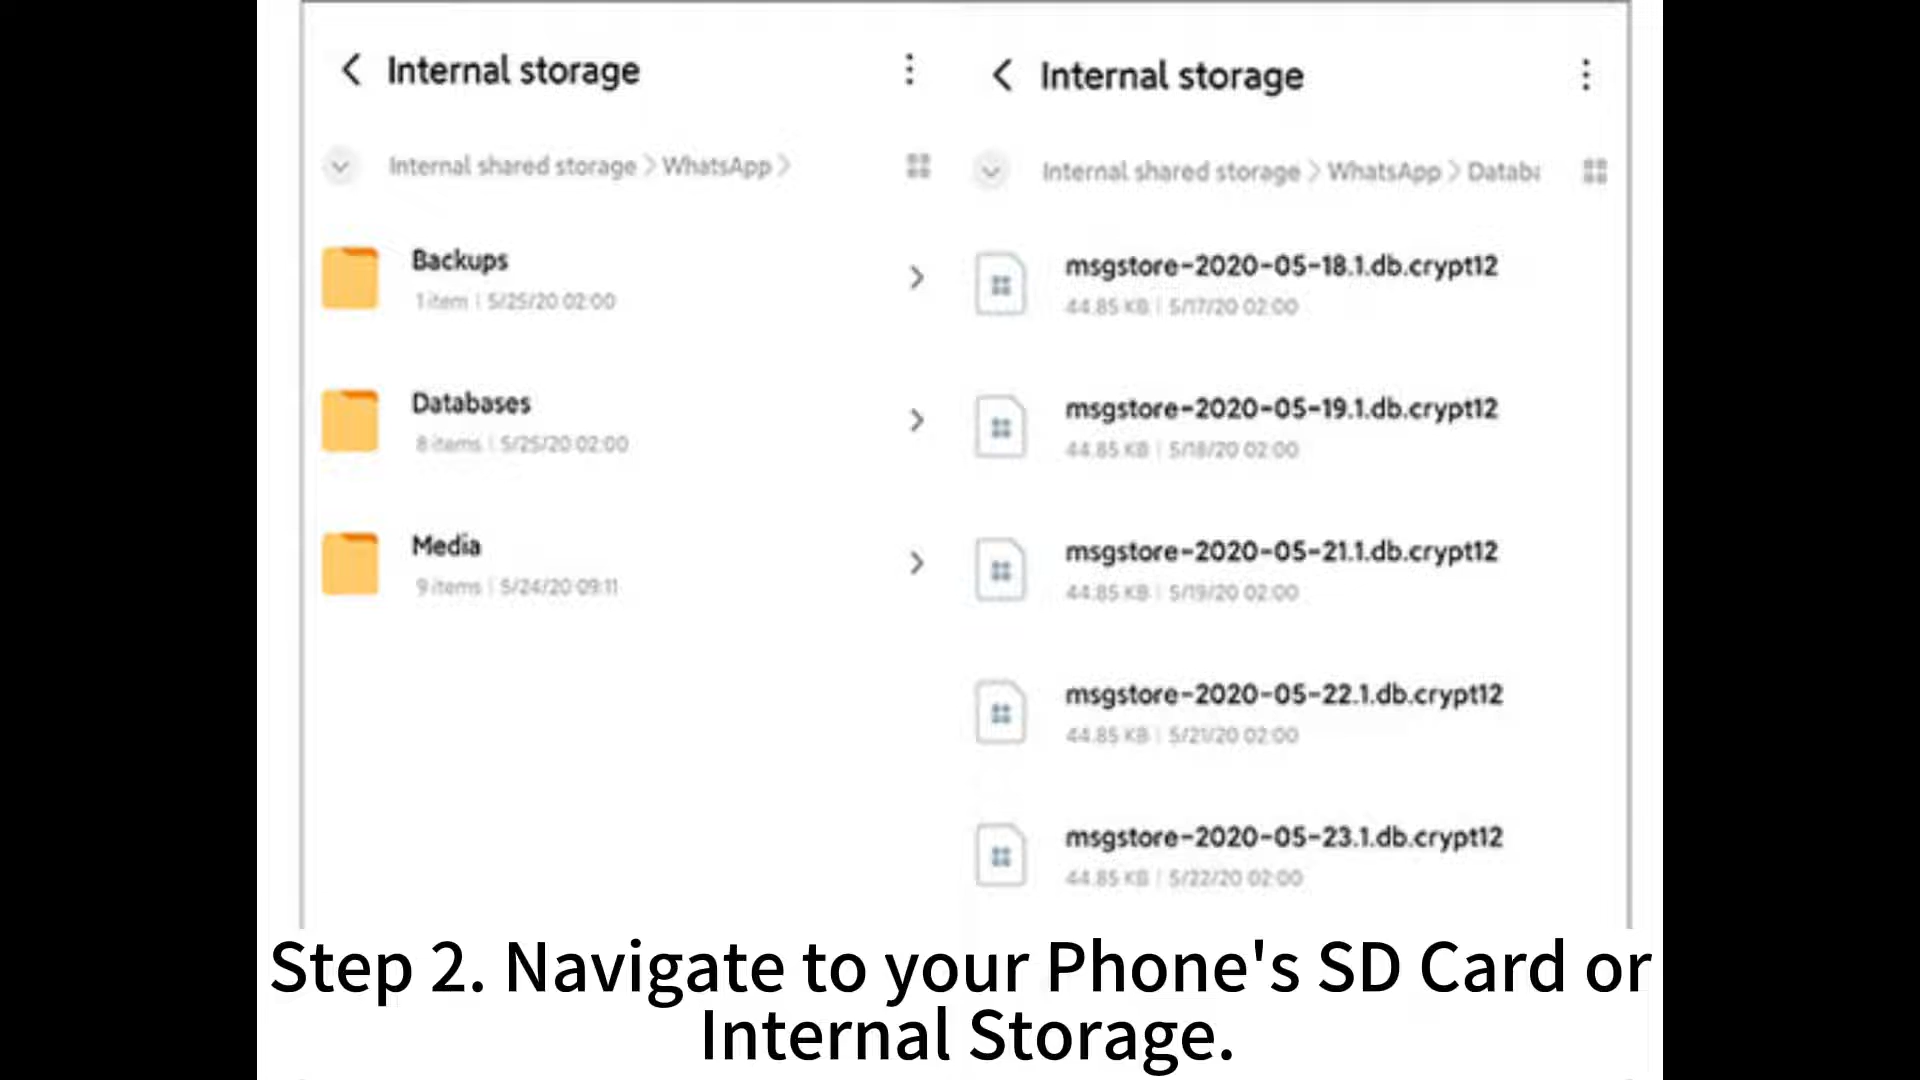 Internal storage
Internal shared storage > WhatsApp >
Backups
1 item | 5/25/20 02:00
Databases
8 items | 5/25/20 02:00
Media
9 items | 5/24/20 09:11
Internal storage
Internal shared storage > WhatsApp > Databa
msgstore-2020-05-18.1.db.crypt12
44.85 KB | 5/17/20 02:00
msgstore-2020-05-19.1.db.crypt12
44.85 KB | 5/18/20 02:00
msgstore-2020-05-21.1.db.crypt12
44.85 KB | 5/19/20 02:00
msgstore-2020-05-22.1.db.crypt12
44.85 KB | 5/21/20 02:00
msgstore-2020-05-23.1.db.crypt12
44.85 KB | 5/22/20 02:00
Step 2. Navigate to your Phone's SD Card or
Internal Storage.